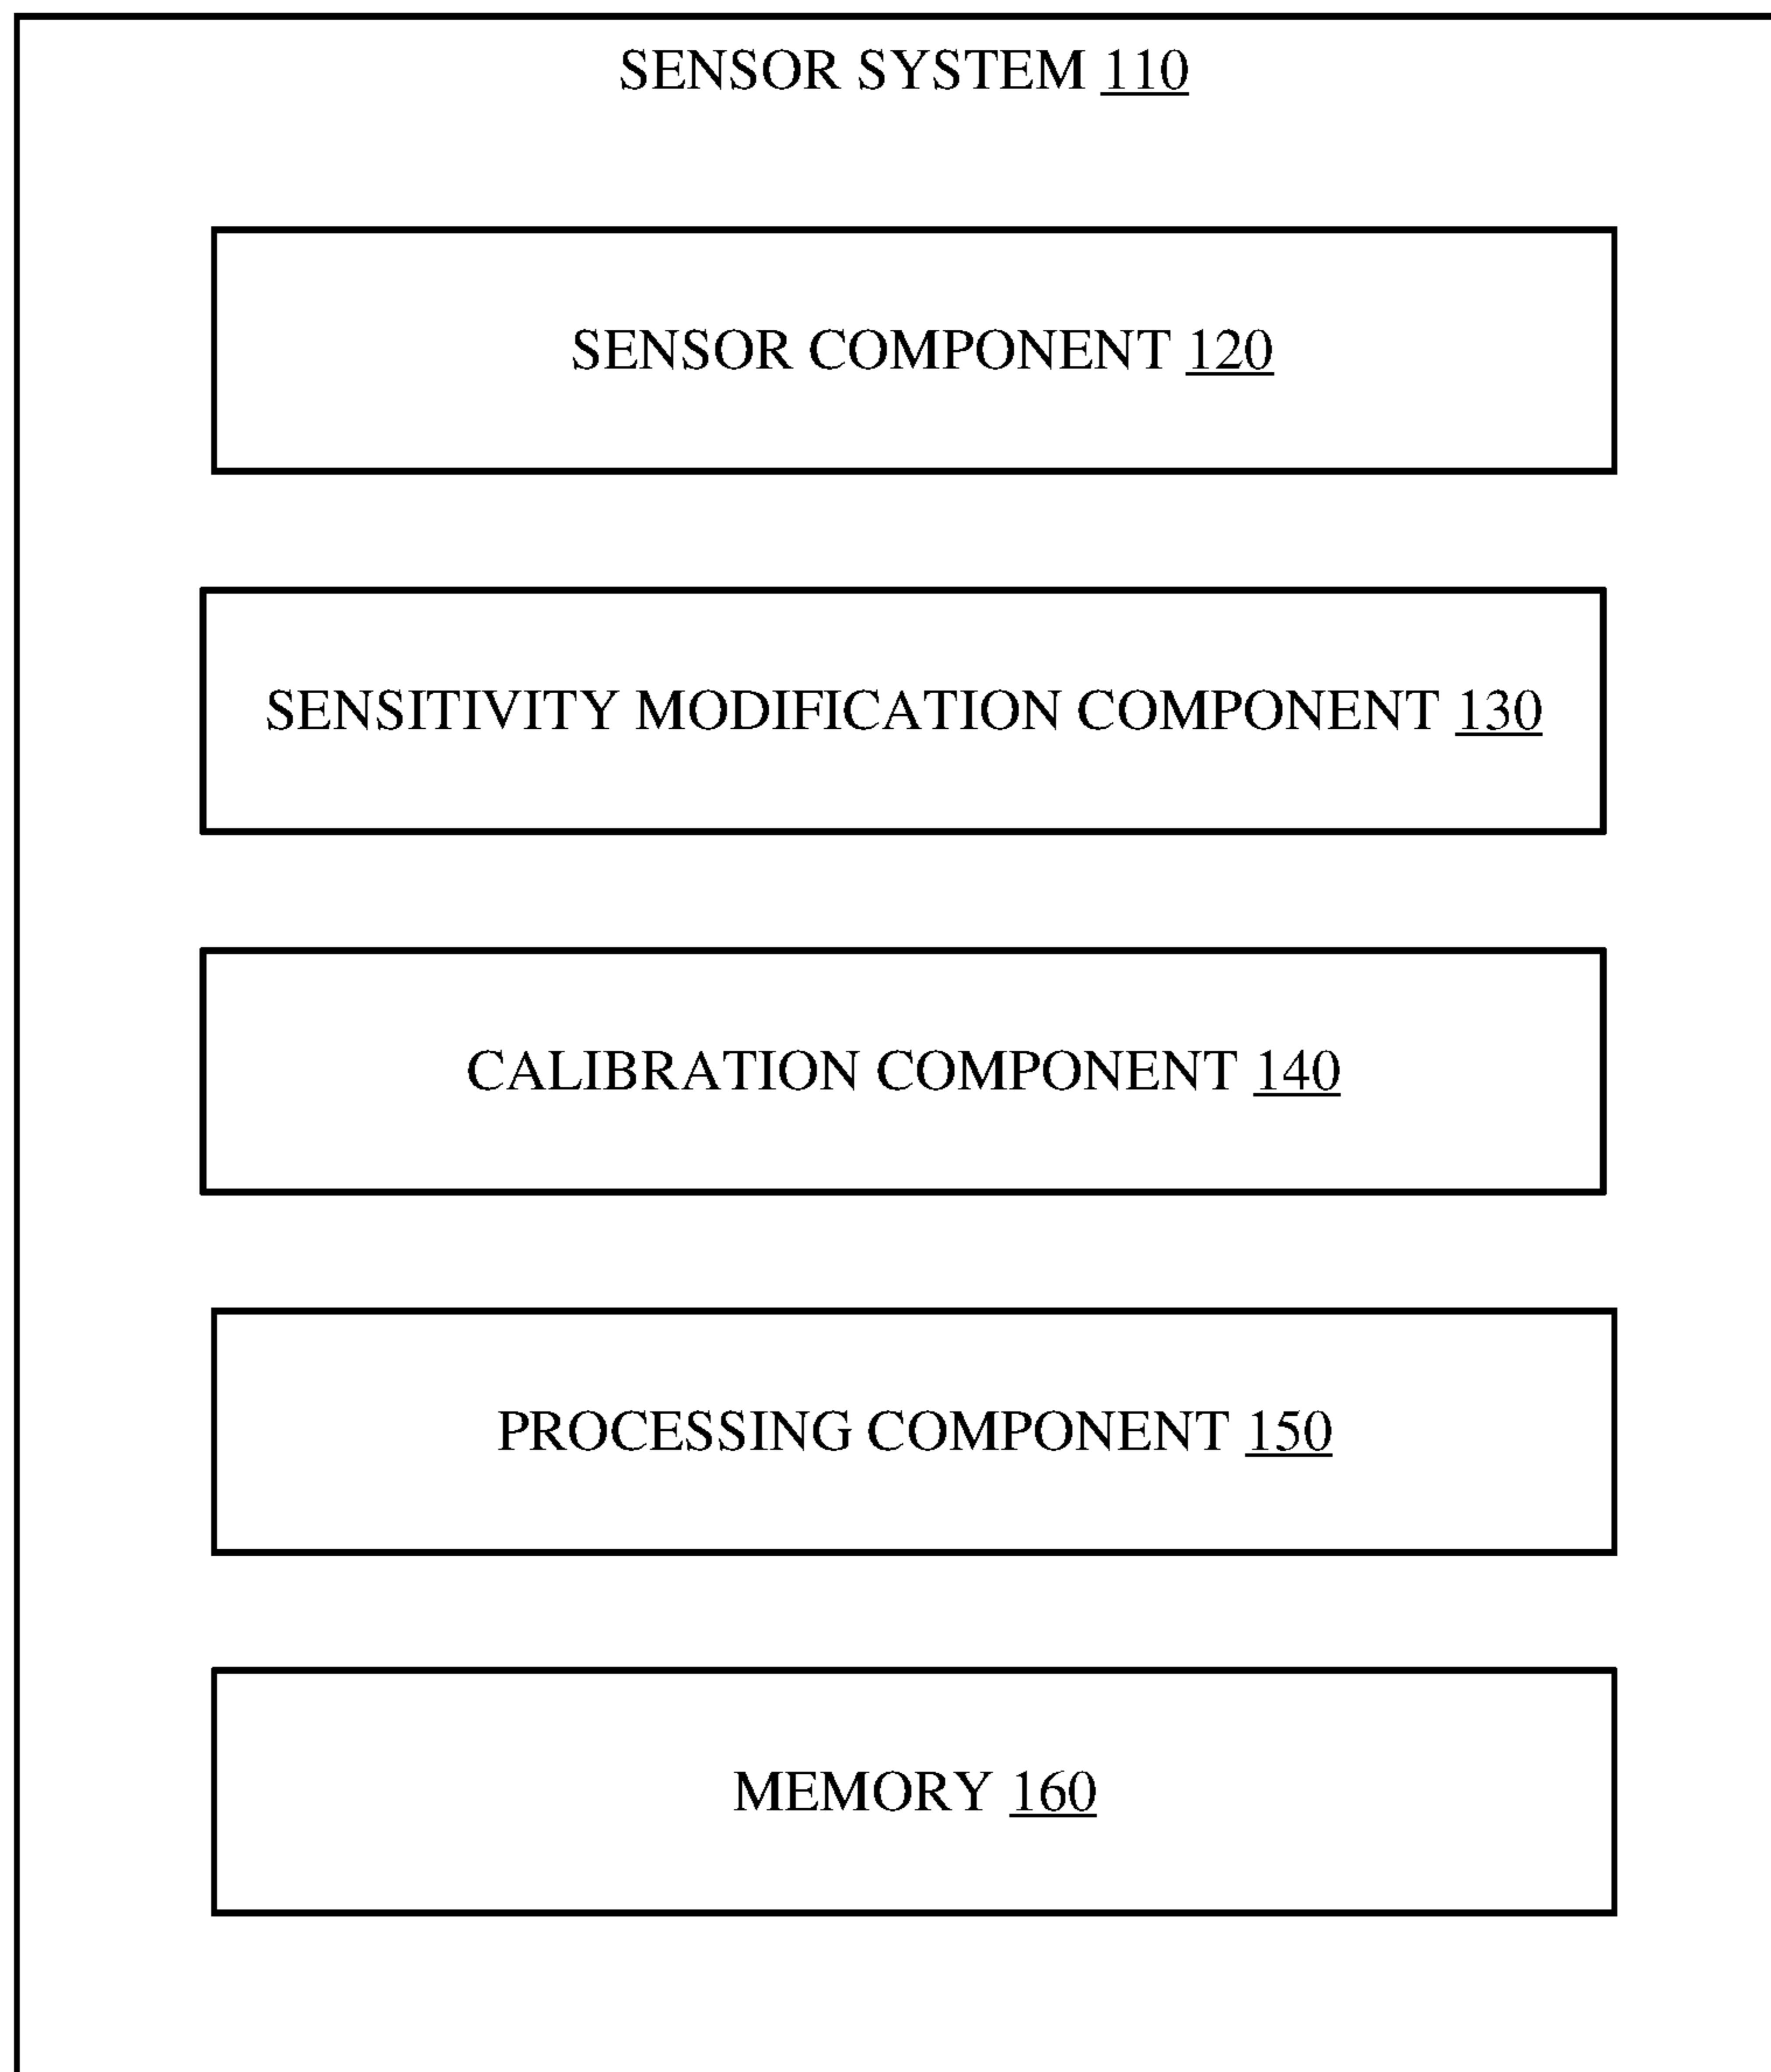 SENSOR SYSTEM 110
SENSOR COMPONENT 120
SENSITIVITY MODIFICATION COMPONENT 130
CALIBRATION COMPONENT 140
PROCESSING COMPONENT 150
MEMORY 160